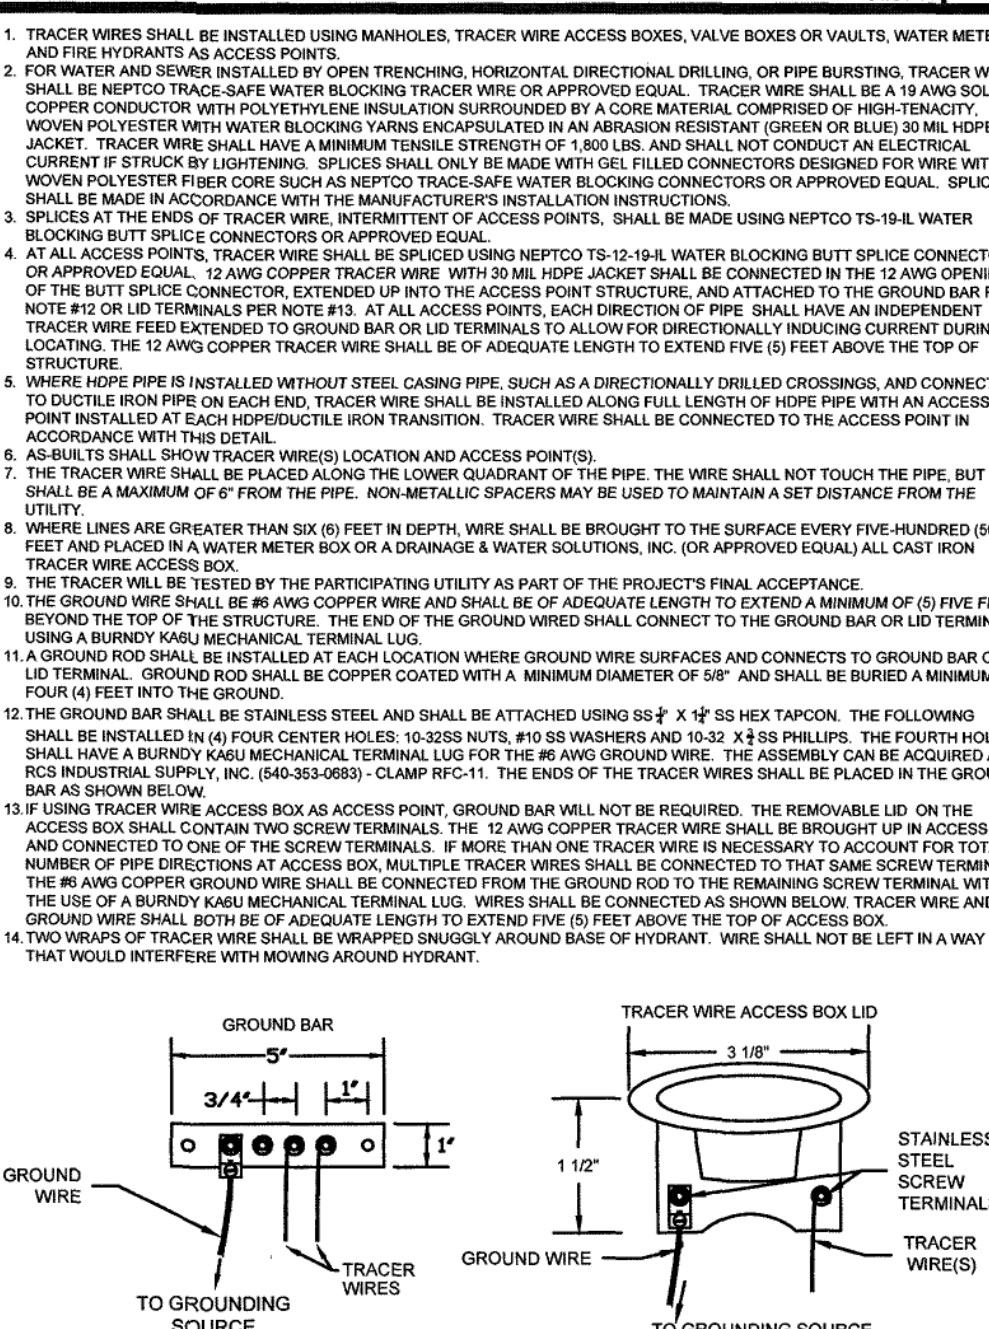 1. TRACER WIRES SHALL BE INSTALLED USING MANHOLES, TRACER WIRE ACCESS BOXES, VALVE BOXES OR VAULTS, WATER METE
AND FIRE HYDRANTS AS ACCESS POINTS.
2. FOR WATER AND SEWER INSTALLED BY OPEN TRENCHING, HORIZONTAL DIRECTIONAL DRILLING, OR PIPE BURSTING, TRACER W
SHALL BE NEPTCO TRACE-SAFE WATER BLOCKING TRACER WIRE OR APPROVED EQUAL. TRACER WIRE SHALL BE A 19 AWG SOL
COPPER CONDUCTOR WITH POLYETHYLENE INSULATION SURROUNDED BY A CORE MATERIAL COMPRISED OF HIGH-TENACITY,
WOVEN POLYESTER WITH WATER BLOCKING YARNS ENCAPSULATED IN AN ABRASION RESISTANT (GREEN OR BLUE) 30 MIL HDPE
JACKET. TRACER WIRE SHALL HAVE A MINIMUM TENSILE STRENGTH OF 1,800 LBS. AND SHALL NOT CONDUCT AN ELECTRICAL
CURRENT IF STRUCK BY LIGHTENING. SPLICES SHALL ONLY BE MADE WITH GEL FILLED CONNECTORS DESIGNED FOR WIRE WIT
WOVEN POLYESTER FIBER CORE SUCH AS NEPTCO TRACE-SAFE WATER BLOCKING CONNECTORS OR APPROVED EQUAL. SPLIC
SHALL BE MADE IN ACCORDANCE WITH THE MANUFACTURER'S INSTALLATION INSTRUCTIONS.
3. SPLICES AT THE ENDS OF TRACER WIRE, INTERMITTENT OF ACCESS POINTS, SHALL BE MADE USING NEPTCO TS-19-IL WATER
BLOCKING BUTT SPLICE CONNECTORS OR APPROVED EQUAL.
4. AT ALL ACCESS POINTS, TRACER WIRE SHALL BE SPLICED USING NEPTCO TS-12-19-IL WATER BLOCKING BUTT SPLICE CONNECT
OR APPROVED EQUAL. 12 AWG COPPER TRACER WIRE WITH 30 MIL HDPE JACKET SHALL BE CONNECTED IN THE 12 AWG OPENI
OF THE BUTT SPLICE CONNECTOR, EXTENDED UP INTO THE ACCESS POINT STRUCTURE, AND ATTACHED TO THE GROUND BAR P
NOTE #12 OR LID TERMINALS PER NOTE #13. AT ALL ACCESS POINTS, EACH DIRECTION OF PIPE SHALL HAVE AN INDEPENDENT
TRACER WIRE FEED EXTENDED TO GROUND BAR OR LID TERMINALS TO ALLOW FOR DIRECTIONALLY INDUCING CURRENT DURIN
LOCATING. THE 12 AWG COPPER TRACER WIRE SHALL BE OF ADEQUATE LENGTH TO EXTEND FIVE (5) FEET ABOVE THE TOP OF
STRUCTURE.
5. WHERE HDPE PIPE IS INSTALLED WITHOUT STEEL CASING PIPE, SUCH AS A DIRECTIONALLY DRILLED CROSSINGS, AND CONNECT
TO DUCTILE IRON PIPE ON EACH END, TRACER WIRE SHALL BE INSTALLED ALONG FULL LENGTH OF HDPE PIPE WITH AN ACCESS
POINT INSTALLED AT EACH HDPE/DUCTILE IRON TRANSITION. TRACER WIRE SHALL BE CONNECTED TO THE ACCESS POINT IN
ACCORDANCE WITH THIS DETAIL.
6. AS-BUILTS SHALL SHOW TRACER WIRE(S) LOCATION AND ACCESS POINT(S).
7. THE TRACER WIRE SHALL BE PLACED ALONG THE LOWER QUADRANT OF THE PIPE. THE WIRE SHALL NOT TOUCH THE PIPE, BUT
SHALL BE A MAXIMUM OF 6" FROM THE PIPE. NON-METALLIC SPACERS MAY BE USED TO MAINTAIN A SET DISTANCE FROM THE
UTILITY.
8. WHERE LINES ARE GREATER THAN SIX (6) FEET IN DEPTH, WIRE SHALL BE BROUGHT TO THE SURFACE EVERY FIVE-HUNDRED (50
FEET AND PLACED IN A WATER METER BOX OR A DRAINAGE & WATER SOLUTIONS, INC. (OR APPROVED EQUAL) ALL CAST IRON
TRACER WIRE ACCESS BOX.
9. THE TRACER WILL BE TESTED BY THE PARTICIPATING UTILITY AS PART OF THE PROJECT'S FINAL ACCEPTANCE.
10. THE GROUND WIRE SHALL BE #6 AWG COPPER WIRE AND SHALL BE OF ADEQUATE LENGTH TO EXTEND A MINIMUM OF (5) FIVE F
BEYOND THE TOP OF THE STRUCTURE. THE END OF THE GROUND WIRED SHALL CONNECT TO THE GROUND BAR OR LID TERMIN
USING A BURNDY KA6U MECHANICAL TERMINAL LUG.
11. A GROUND ROD SHALL BE INSTALLED AT EACH LOCATION WHERE GROUND WIRE SURFACES AND CONNECTS TO GROUND BAR O
LID TERMINAL. GROUND ROD SHALL BE COPPER COATED WITH A MINIMUM DIAMETER OF 5/8" AND SHALL BE BURIED A MINIMUM
FOUR (4) FEET INTO THE GROUND.
12. THE GROUND BAR SHALL BE STAINLESS STEEL AND SHALL BE ATTACHED USING SS X SS HEX TAPCON. THE FOLLOWING
SHALL BE INSTALLED IN (4) FOUR CENTER HOLES: 10-32SS NUTS, #10 SS WASHERS AND 10-32 X SS PHILLIPS. THE FOURTH HOL
SHALL HAVE A BURNDY KA6U MECHANICAL TERMINAL LUG FOR THE #6 AWG GROUND WIRE. THE ASSEMBLY CAN BE ACQUIRED A
RCS INDUSTRIAL SUPPLY, INC. (540-353-0683) - CLAMP RFC-11. THE ENDS OF THE TRACER WIRES SHALL BE PLACED IN THE GROU
BAR AS SHOWN BELOW.
13. IF USING TRACER WIRE ACCESS BOX AS ACCESS POINT, GROUND BAR WILL NOT BE REQUIRED. THE REMOVABLE LID ON THE
ACCESS BOX SHALL CONTAIN TWO SCREW TERMINALS. THE 12 AWG COPPER TRACER WIRE SHALL BE BROUGHT UP IN ACCESS
AND CONNECTED TO ONE OF THE SCREW TERMINALS. IF MORE THAN ONE TRACER WIRE IS NECESSARY TO ACCOUNT FOR TOT
NUMBER OF PIPE DIRECTIONS AT ACCESS BOX, MULTIPLE TRACER WIRES SHALL BE CONNECTED TO THAT SAME SCREW TERMIN
THE #6 AWG COPPER GROUND WIRE SHALL BE CONNECTED FROM THE GROUND ROD TO THE REMAINING SCREW TERMINAL WIT
THE USE OF A BURNDY KA6U MECHANICAL TERMINAL LUG. WIRES SHALL BE CONNECTED AS SHOWN BELOW. TRACER WIRE AND
GROUND WIRE SHALL BOTH BE OF ADEQUATE LENGTH TO EXTEND FIVE (5) FEET ABOVE THE TOP OF ACCESS BOX.
14. TWO WRAPS OF TRACER WIRE SHALL BE WRAPPED SNUGGLY AROUND BASE OF HYDRANT. WIRE SHALL NOT BE LEFT IN A WAY
THAT WOULD INTERFERE WITH MOWING AROUND HYDRANT.
GROUND BAR
5"
3/4"
1"
1"
GROUND
WIRE
TRACER
WIRES
TO GROUNDING
SOURCE
TRACER WIRE ACCESS BOX LID
3 1/8"
1 1/2"
STAINLESS
STEEL
SCREW
TERMINAL
GROUND WIRE
TRACER
WIRE(S)
TO GROUNDING SOURCE